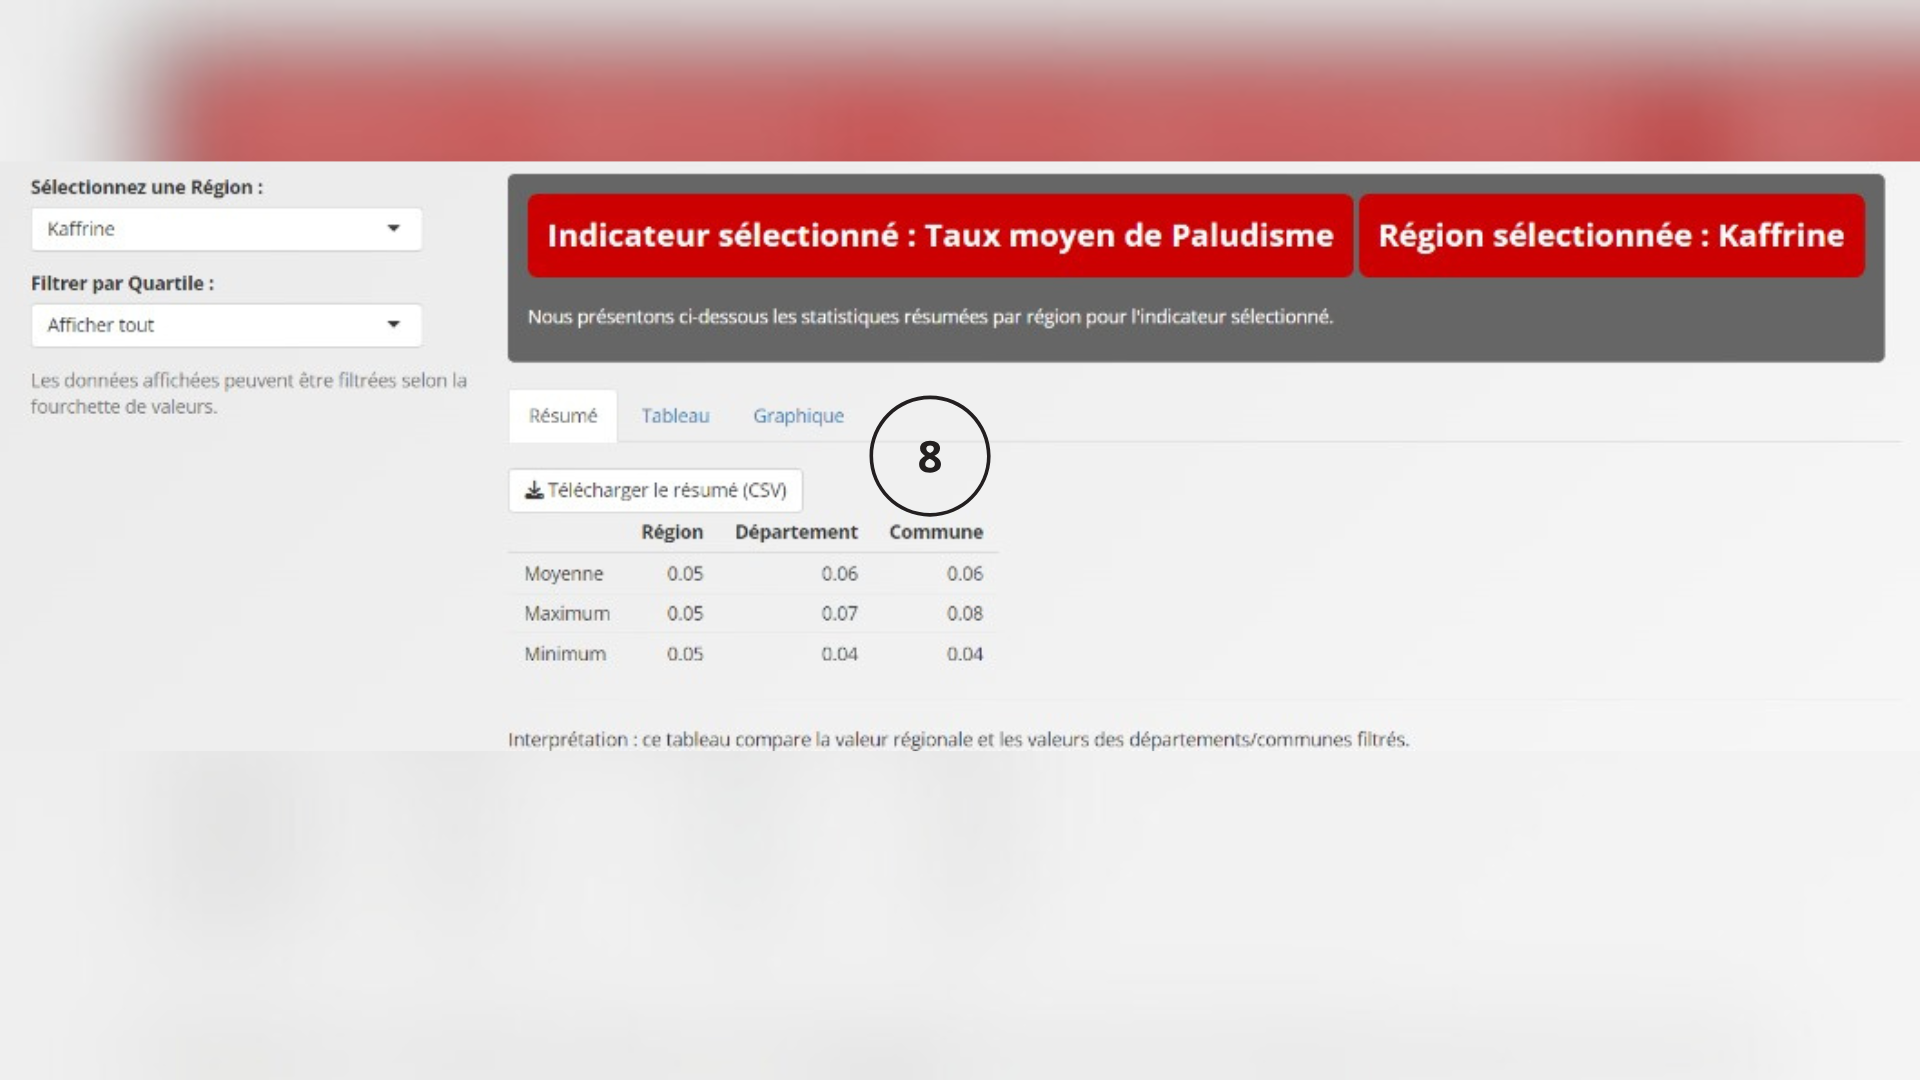 Sélectionnez une Région :
Kaffrine
Filtrer par Quartile :
Afficher tout
Les données affichées peuvent être filtrées selon la
fourchette de valeurs.
Indicateur sélectionné : Taux moyen de Paludisme
Région sélectionnée : Kaffrine
Nous présentons ci-dessous les statistiques résumées par région pour l'indicateur sélectionné.
Résumé Tableau Graphique
8
Télécharger le résumé (CSV)
Région Département Commune
Moyenne 0.05 0.06 0.06
Maximum 0.05 0.07 0.08
Minimum 0.05 0.04 0.04
Interprétation : ce tableau compare la valeur régionale et les valeurs des départements/communes filtrés.